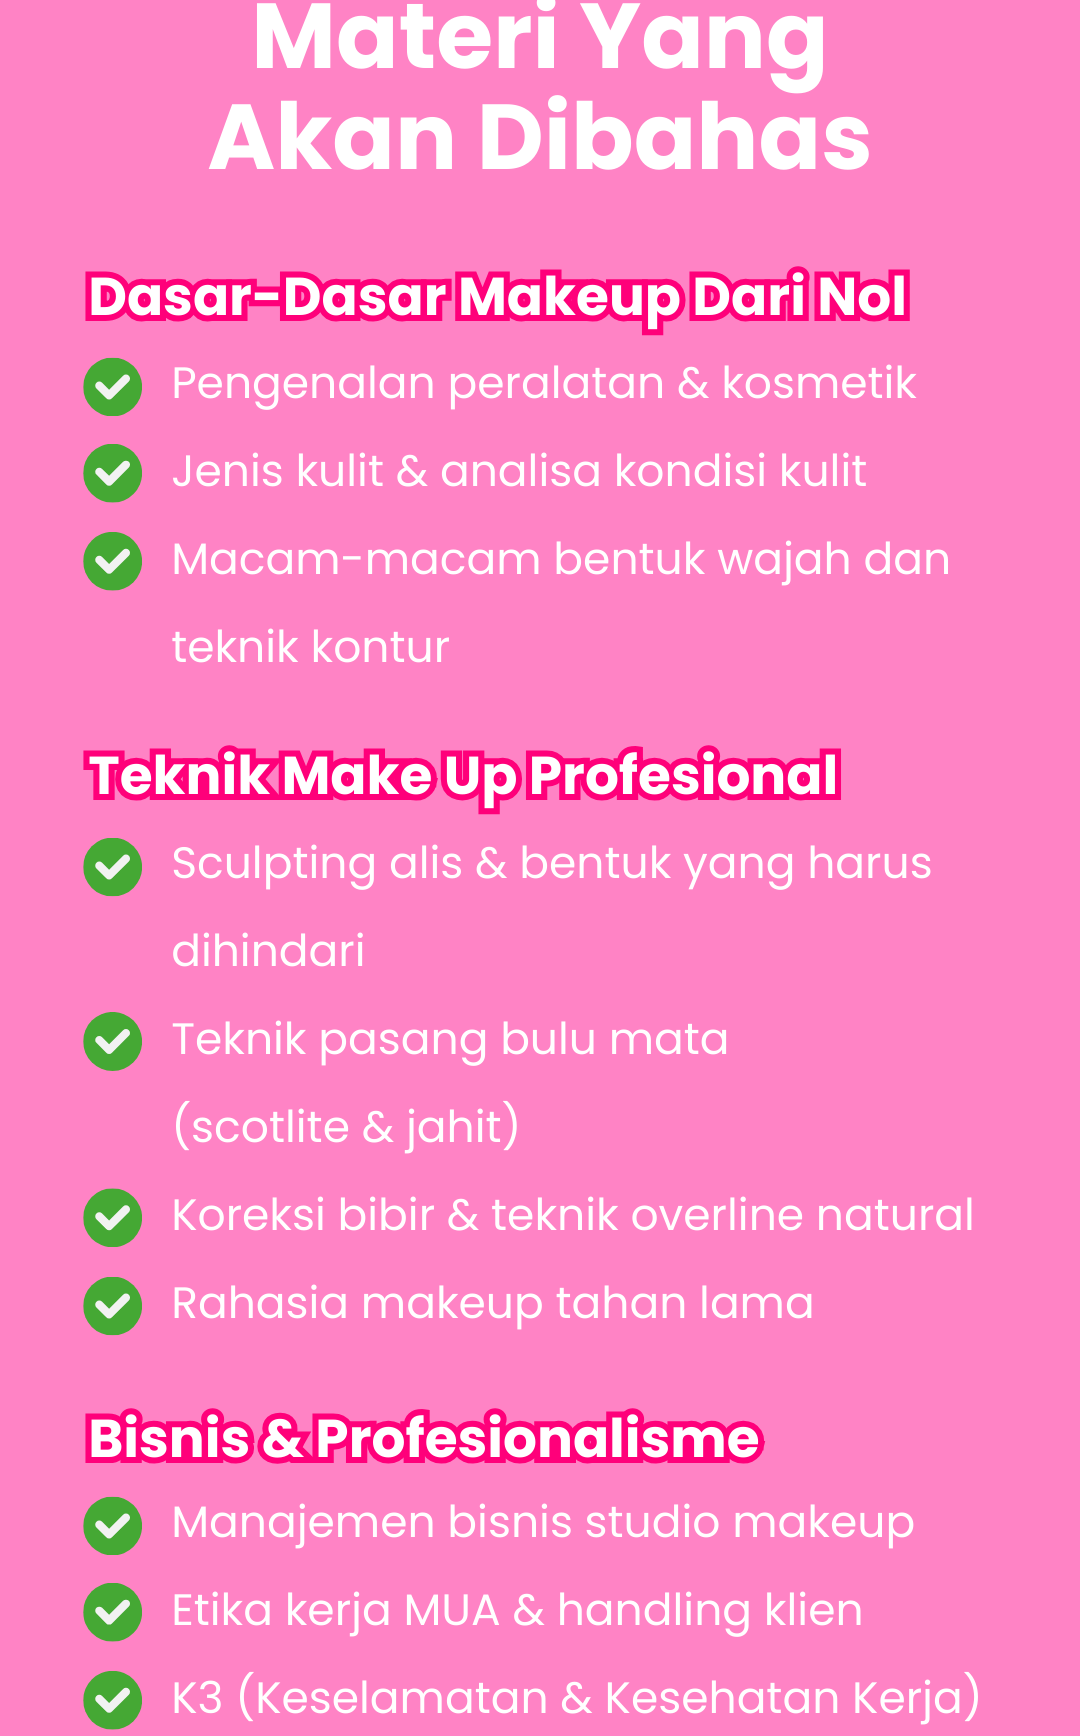 Materi Yang
Akan Dibahas
Dasar-Dasar Makeup Dari Nol
Pengenalan peralatan & kosmetik
Jenis kulit & analisa kondisi kulit
Macam-macam bentuk wajah dan
teknik kontur
Teknik Make Up Profesional
Sculpting alis & bentuk yang harus
dihindari
Teknik pasang bulu mata
(scotlite & jahit)
Koreksi bibir & teknik overline natural
Rahasia makeup tahan lama
Bisnis & Profesionalisme
Manajemen bisnis studio makeup
Etika kerja MUA & handling klien
K3 (Keselamatan & Kesehatan Kerja)